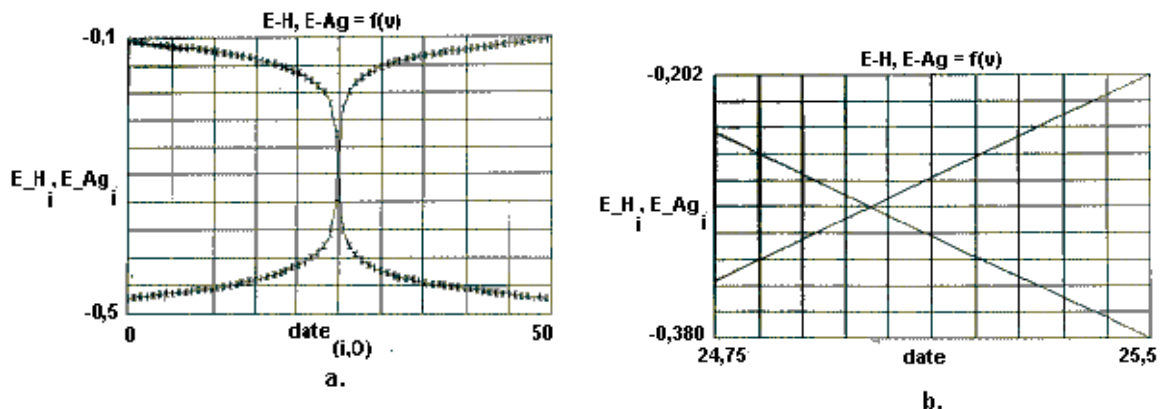 E-H, E-Ag = f(v)
-0,1
E_H , E_Ag
i i
-0,5
0
date
(i,0)
50
a.
E-H, E-Ag = f(v)
-0,202
E_H , E_Ag
i i
-0,380
24,75
date
25,5
b.